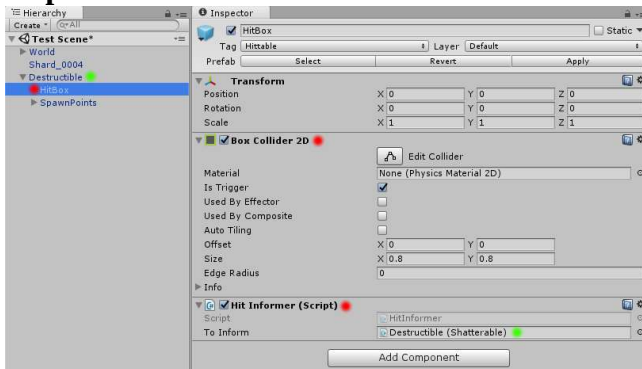 Hierarchy
Create
All
Test Scene*
World
Shard_0004
Destructible
HitBox
SpawnPoints
Inspector
HitBox
Static
Tag Hittable Layer Default
Prefab Select Revert Apply
Transform
Position X 0 Y 0 Z 0
Rotation X 0 Y 0 Z 0
Scale X 1 Y 1 Z 1
Box Collider 2D
Edit Collider
Material None (Physics Material 2D)
Is Trigger
Used By Effector
Used By Composite
Auto Tiling
Offset X 0 Y 0
Size X 0.8 Y 0.8
Edge Radius 0
Info
Hit Informer (Script)
Script HitInformer
To Inform Destructible (Shatterable)
Add Component